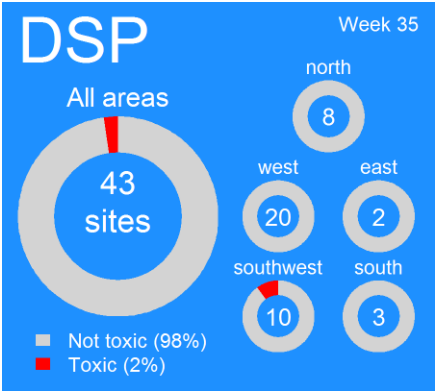 DSP
Week 35
All areas
43
sites
north
8
west
20
east
2
southwest
10
south
3
Not toxic (98%)
Toxic (2%)